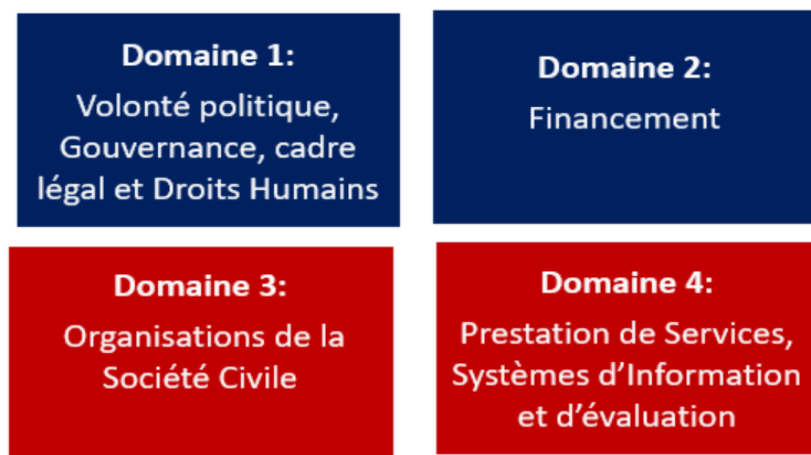 Domaine 1:
Volonté politique,
Gouvernance, cadre
légal et Droits Humains
Domaine 2:
Financement
Domaine 3:
Organisations de la
Société Civile
Domaine 4:
Prestation de Services,
Systèmes d’Information
et d’évaluation